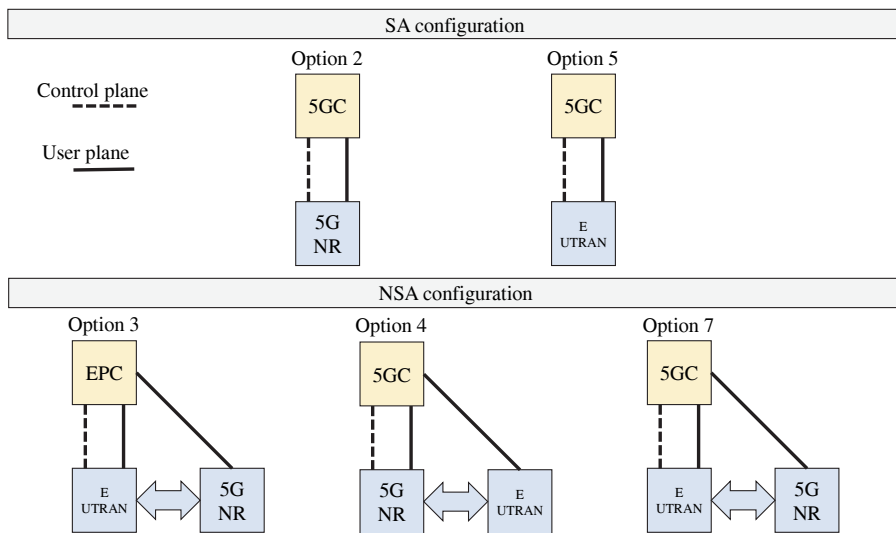 SA configuration
Option 2
Option 5
Control plane
5GC
5GC
User plane
5G
NR
E
UTRAN
NSA configuration
Option 3
Option 4
Option 7
EPC
5GC
5GC
E
UTRAN
5G
NR
5G
NR
E
UTRAN
E
UTRAN
5G
NR